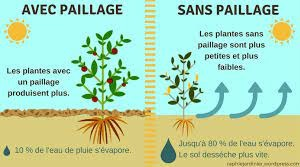 AVEC PAILLAGE
Les plantes avec
un paillage
produisent plus.
10 % de l'eau de pluie s'évapore.
SANS PAILLAGE
Les plantes sans
paillage sont plus
petites et plus
faibles.
Jusqu'à 80 % de l'eau s'évapore.
Le sol dessèche plus vite.